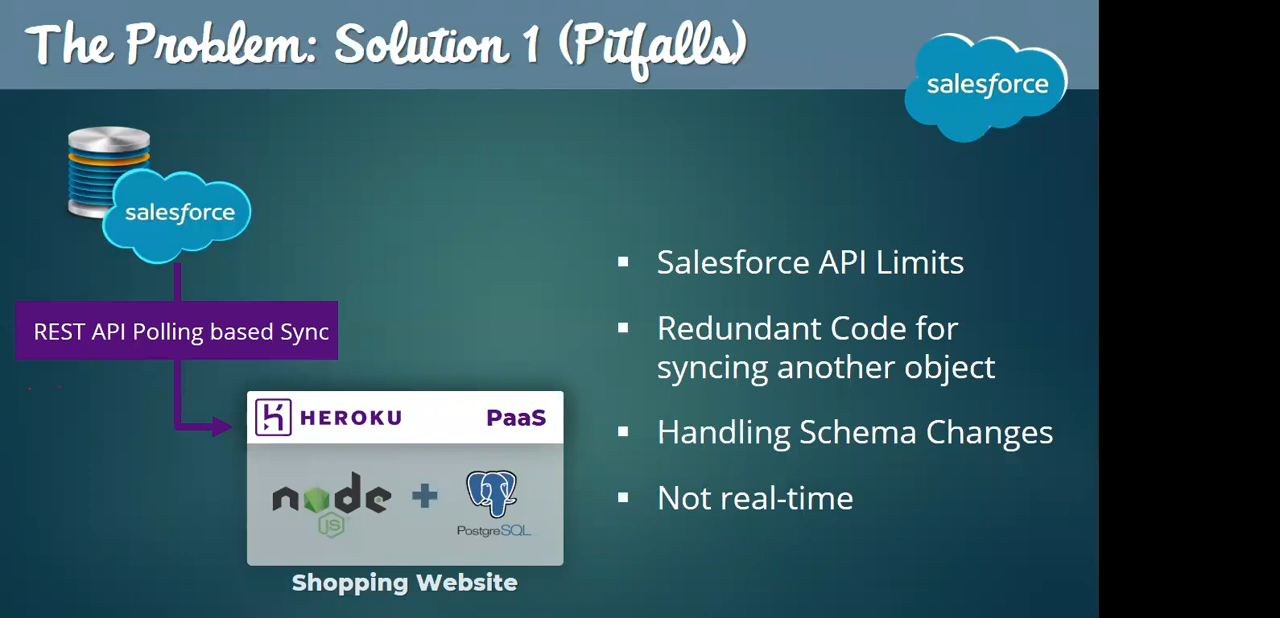 The Problem: Solution 1 (Pitfalls)
salesforce
salesforce
REST API Polling based Sync
HEROKU PaaS
node + PostgreSQL
JS
Shopping Website
▪ Salesforce API Limits
▪ Redundant Code for
syncing another object
▪ Handling Schema Changes
▪ Not real-time